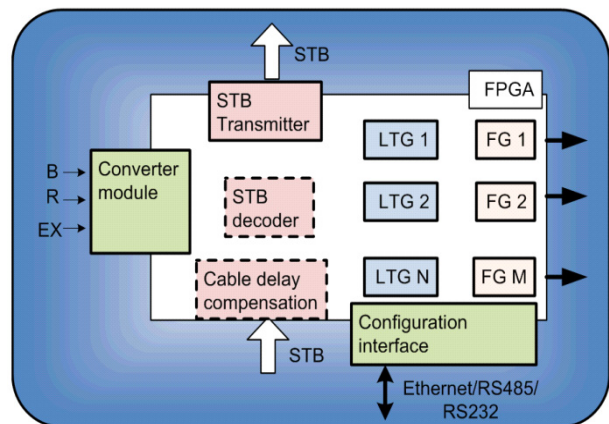 STB
FPGA
STB
Transmitter
LTG 1
FG 1
B
R
EX
Converter
module
STB
decoder
LTG 2
FG 2
Cable delay
compensation
LTG N
FG M
STB
Configuration
interface
Ethernet/RS485/
RS232